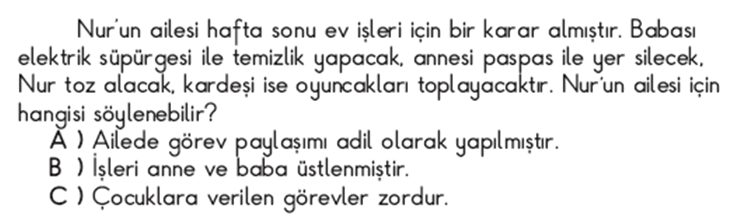 Nur'un ailesi hafta sonu ev işleri için bir karar almıştır. Babası
elektrik süpürgesi ile temizlik yapacak, annesi paspas ile yer silecek,
Nur toz alacak, kardeşi ise oyuncakları toplayacaktır. Nur'un ailesi için
hangisi söylenebilir?
A ) Ailede görev paylaşımı adil olarak yapılmıştır.
B ) İşleri anne ve baba üstlenmiştir.
C ) Çocuklara verilen görevler zordur.